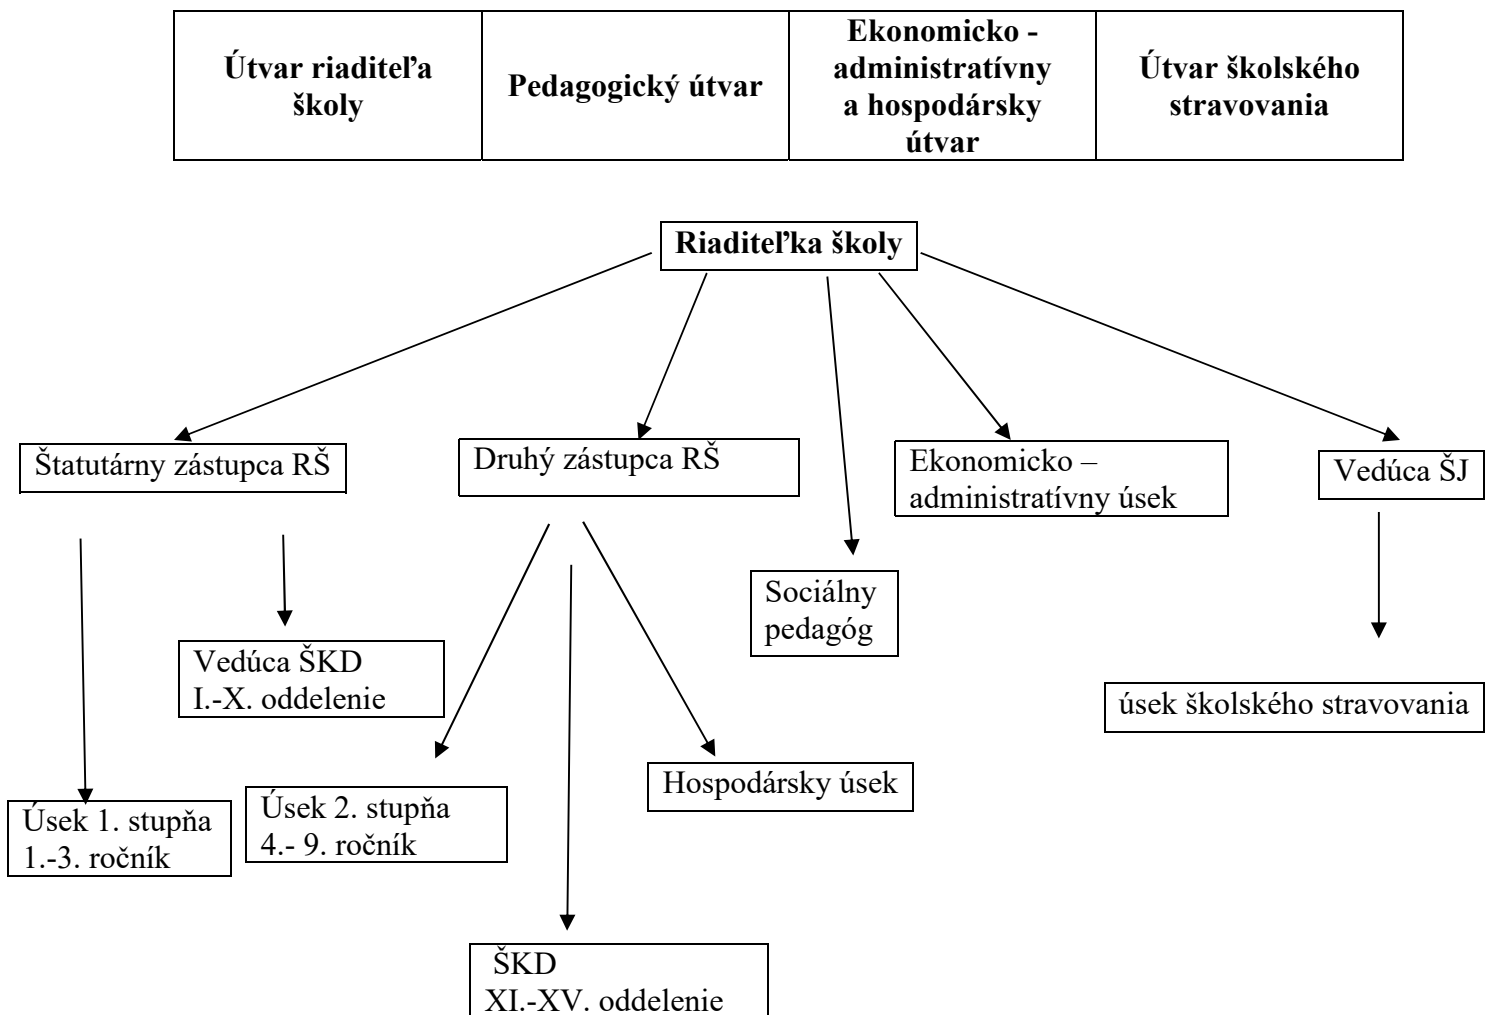 Útvar riaditeľa
školy
Pedagogický útvar
Ekonomicko -
administratívny
a hospodársky
útvar
Útvar školského
stravovania
Riaditeľka školy
Štatutárny zástupca RŠ
Druhý zástupca RŠ
Ekonomicko –
administratívny úsek
Vedúca ŠJ
Sociálny
pedagóg
Vedúca ŠKD
I.-X. oddelenie
úsek školského stravovania
Hospodársky úsek
Úsek 1. stupňa
1.-3. ročník
Úsek 2. stupňa
4.- 9. ročník
ŠKD
XI.-XV. oddelenie